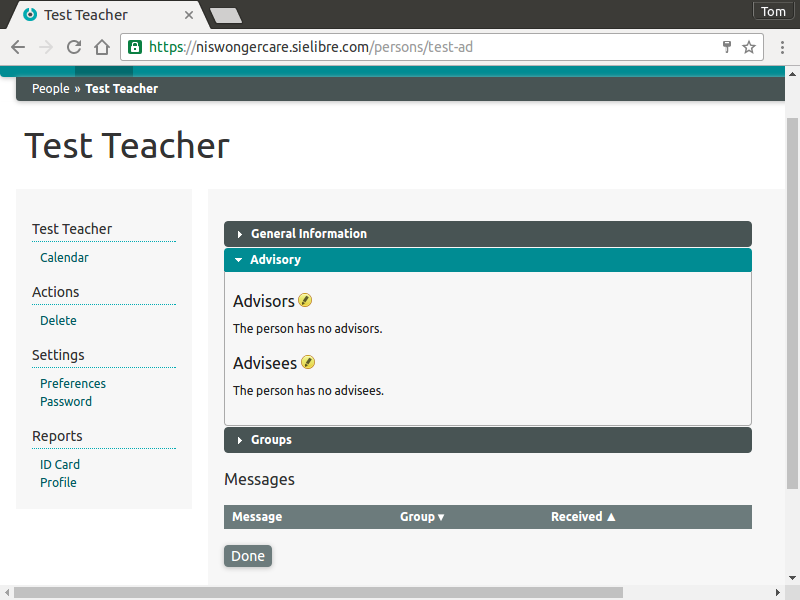 Test Teacher
Tom
https://niswongercare.sielibre.com/persons/test-ad
People » Test Teacher
Test Teacher
Test Teacher
Calendar
Actions
Delete
Settings
Preferences
Password
Reports
ID Card
Profile
General Information
Advisory
Advisors
The person has no advisors.
Advisees
The person has no advisees.
Groups
Messages
Message Group ▼ Received ▲
Done